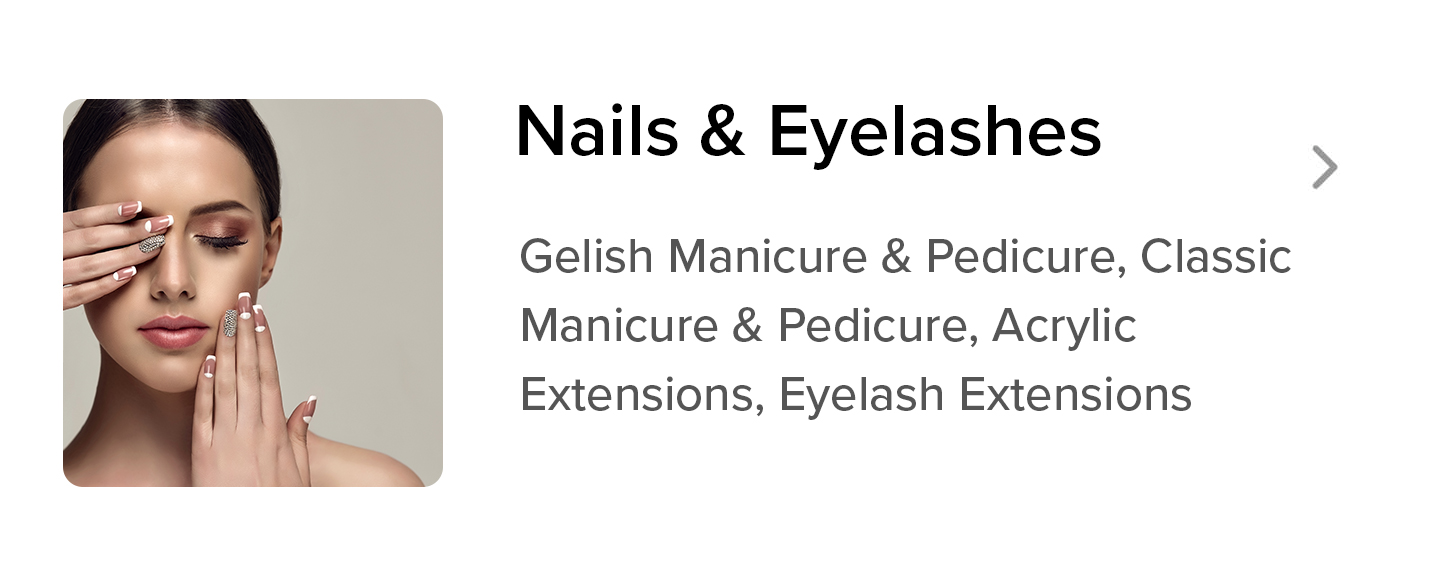 Nails & Eyelashes
Gelish Manicure & Pedicure, Classic
Manicure & Pedicure, Acrylic
Extensions, Eyelash Extensions